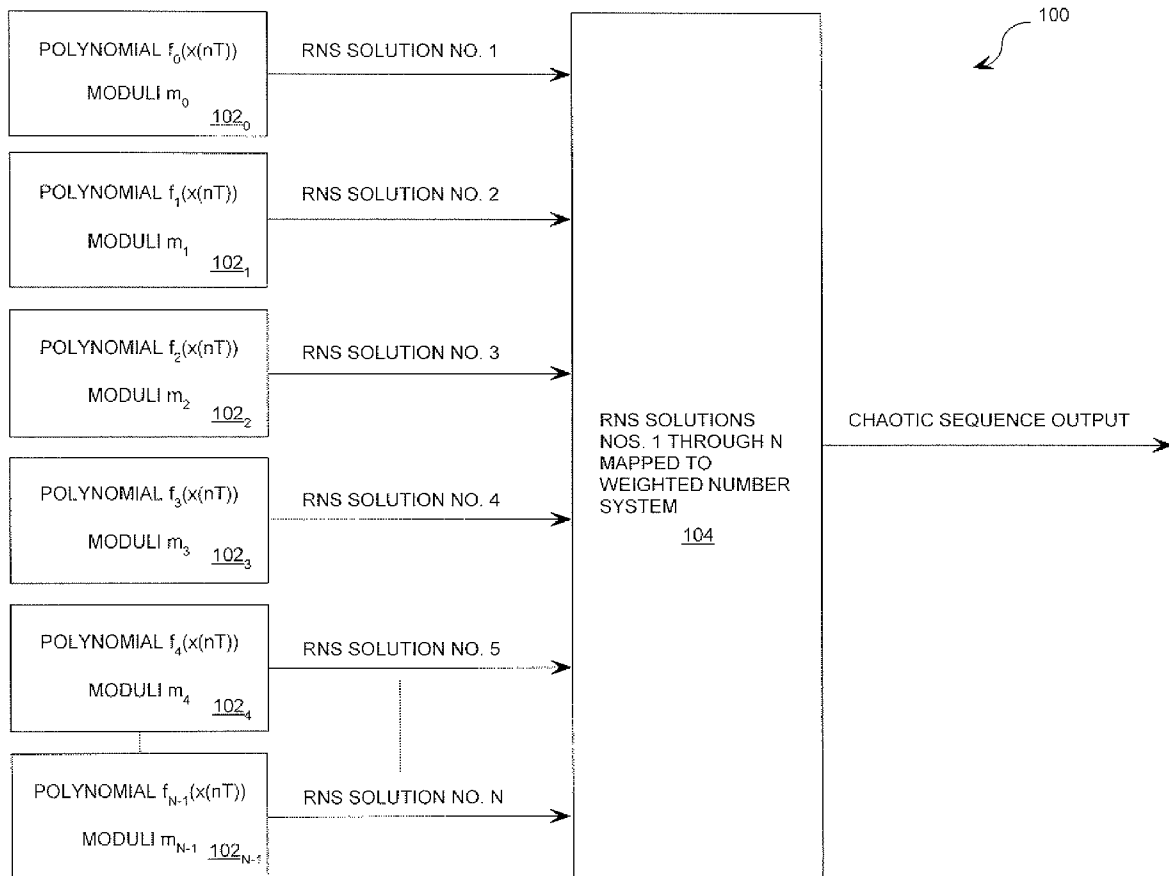 100
POLYNOMIAL f₀(x(nT))
MODULI m₀
102₀
RNS SOLUTION NO. 1
POLYNOMIAL f₁(x(nT))
MODULI m₁
102₁
RNS SOLUTION NO. 2
POLYNOMIAL f₂(x(nT))
MODULI m₂
102₂
RNS SOLUTION NO. 3
POLYNOMIAL f₃(x(nT))
MODULI m₃
102₃
RNS SOLUTION NO. 4
POLYNOMIAL f₄(x(nT))
MODULI m₄
102₄
RNS SOLUTION NO. 5
POLYNOMIAL f_N-1(x(nT))
MODULI m_N-1
102_N-1
RNS SOLUTION NO. N
RNS SOLUTIONS
NOS. 1 THROUGH N
MAPPED TO
WEIGHTED NUMBER
SYSTEM
104
CHAOTIC SEQUENCE OUTPUT